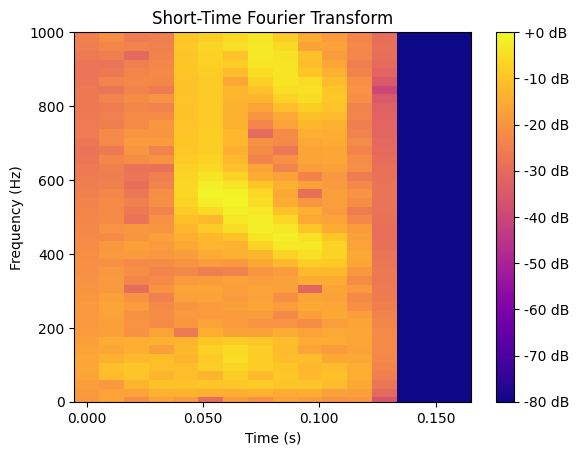 Short-Time Fourier Transform
1000
800
600
400
200
0
Frequency (Hz)
0.000
0.050
0.100
0.150
Time (s)
+0 dB
-10 dB
-20 dB
-30 dB
-40 dB
-50 dB
-60 dB
-70 dB
-80 dB